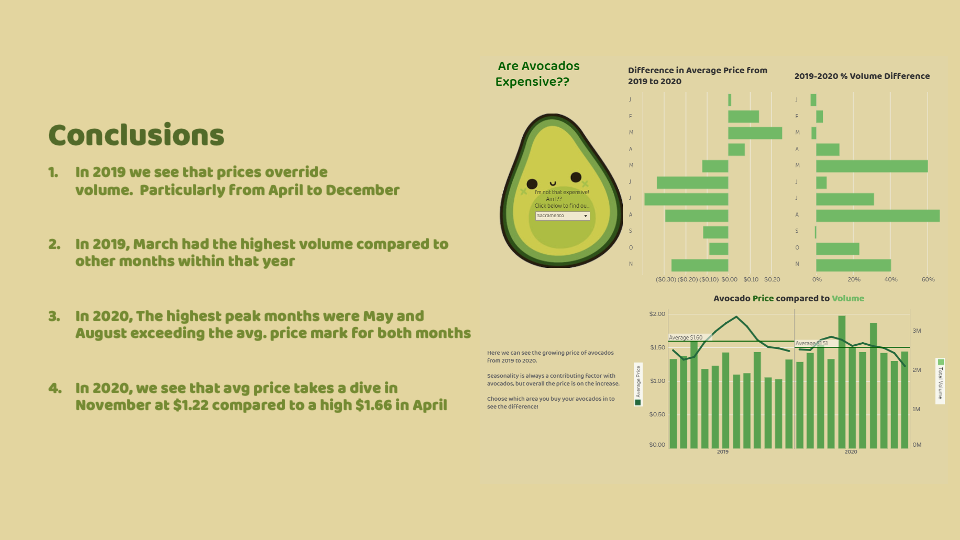 Conclusions
1. In 2019 we see that prices override
volume. Particularly from April to December
2. In 2019, March had the highest volume compared to
other months within that year
3. In 2020, The highest peak months were May and
August exceeding the avg. price mark for both months
4. In 2020, we see that avg price takes a dive in
November at $1.22 compared to a high $1.66 in April
Are Avocados
Expensive??
I'm not that expensive!
Am I??
Click below to find ou..
sacramento
Here we can see the growing price of avocados
from 2019 to 2020.
Seasonality is always a contributing factor with
avocados, but overall the price is on the increase.
Choose which area you buy your avocados in to
see the difference!
Difference in Average Price from
2019 to 2020
J
F
M
A
M
J
J
A
S
O
N
($0.30) ($0.20) ($0.10) $0.00 $0.10 $0.20
2019-2020 % Volume Difference
J
F
M
A
M
J
J
A
S
O
N
0% 20% 40% 60%
Avocado Price compared to Volume
$2.00
$1.50
$1.00
$0.50
$0.00
Average Price
Average $1.60
Average $1.51
3M
2M
1M
0M
Total Volume
2019 2020